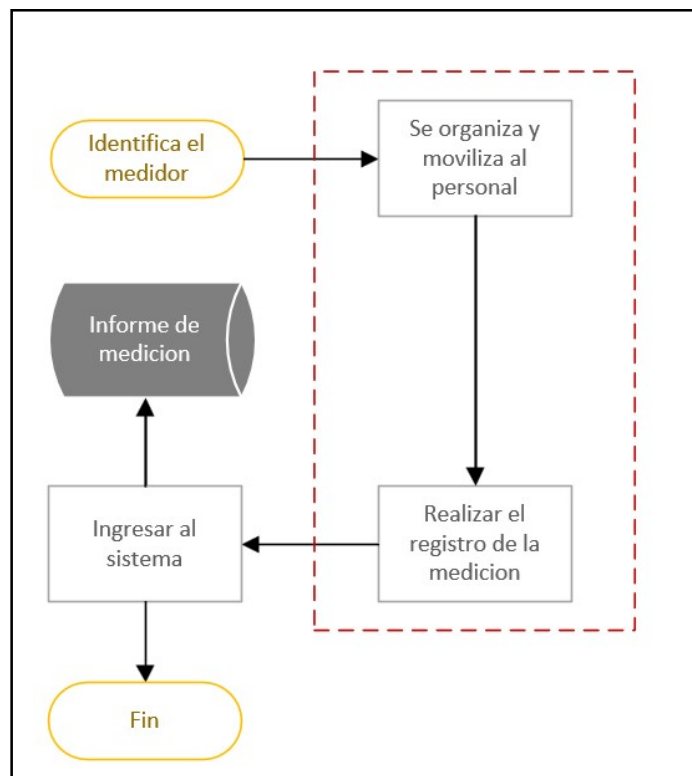 Identifica el
medidor
Se organiza y
moviliza al
personal
Informe de
medicion
Ingresar al
sistema
Realizar el
registro de la
medicion
Fin